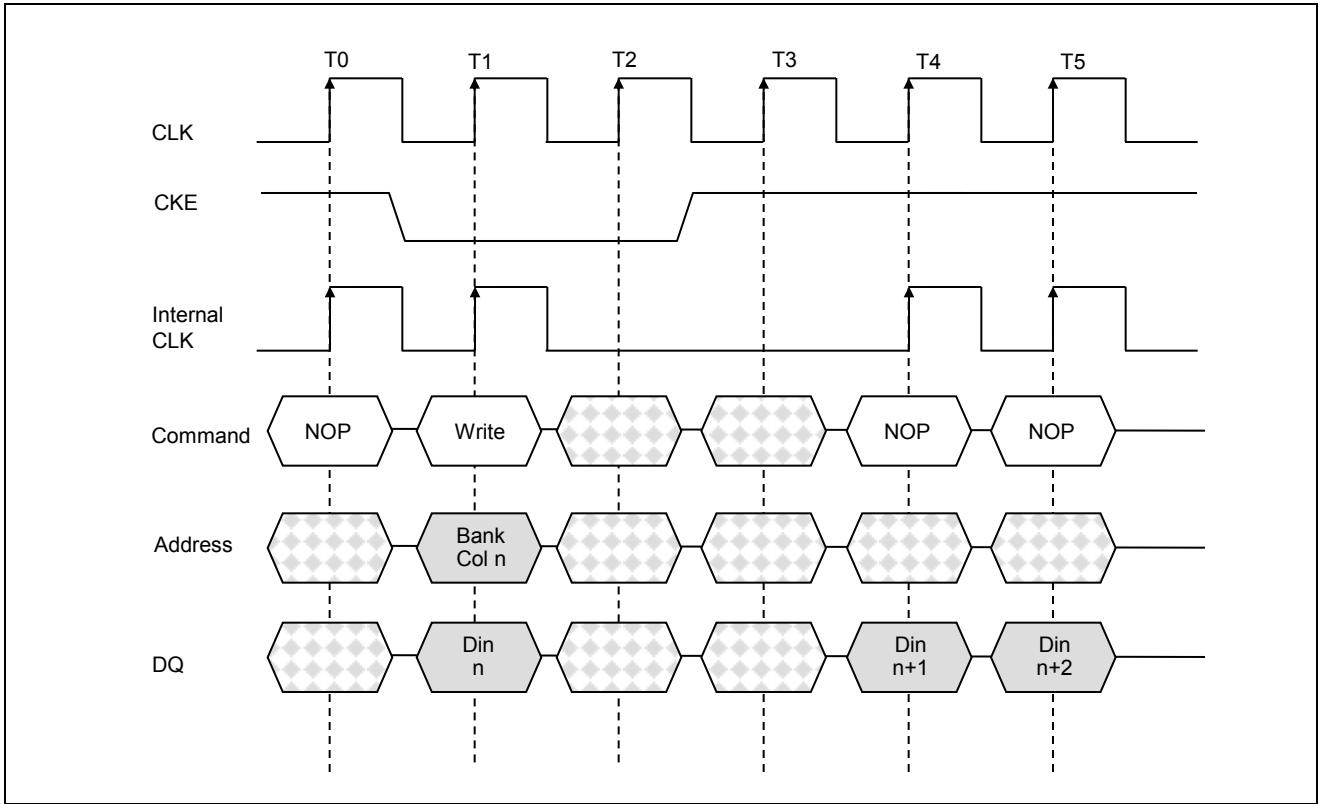 T0 T1 T2 T3 T4 T5
CLK
CKE
Internal
CLK
Command NOP Write NOP NOP
Address Bank
Col n
DQ Din
n Din
n+1 Din
n+2